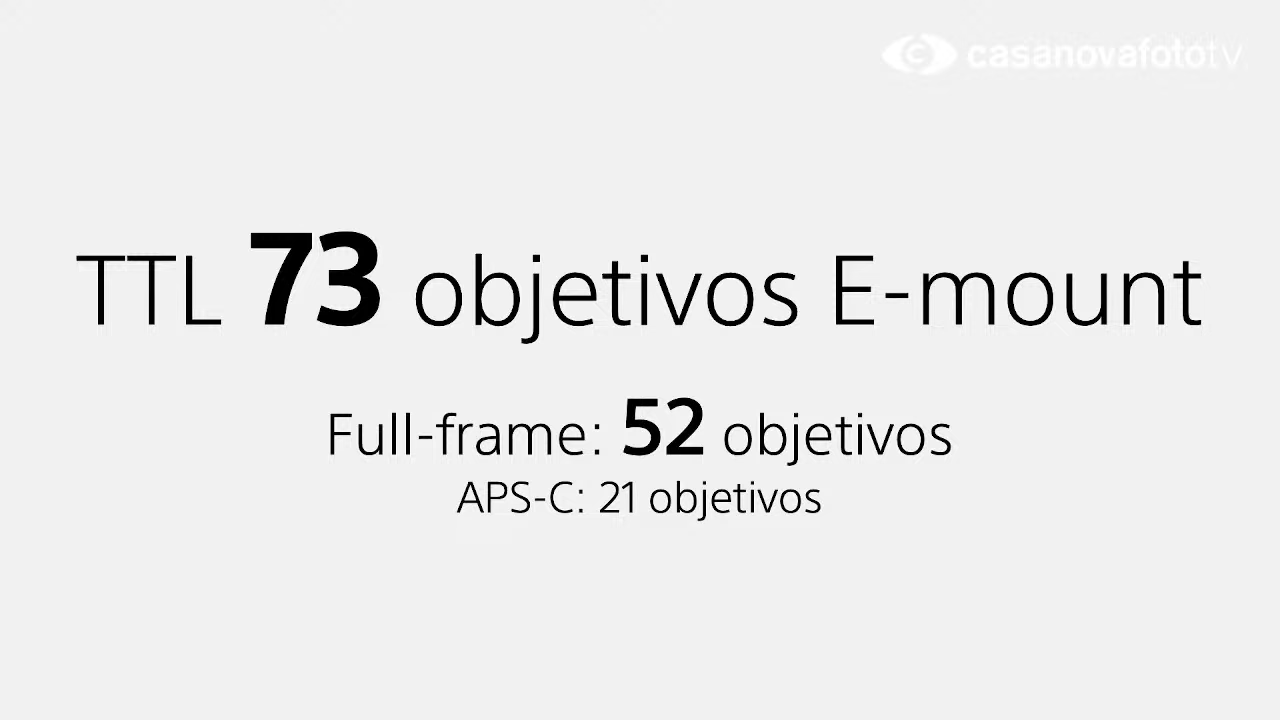 casanovafototv
TTL 73 objetivos E-mount
Full-frame: 52 objetivos
APS-C: 21 objetivos